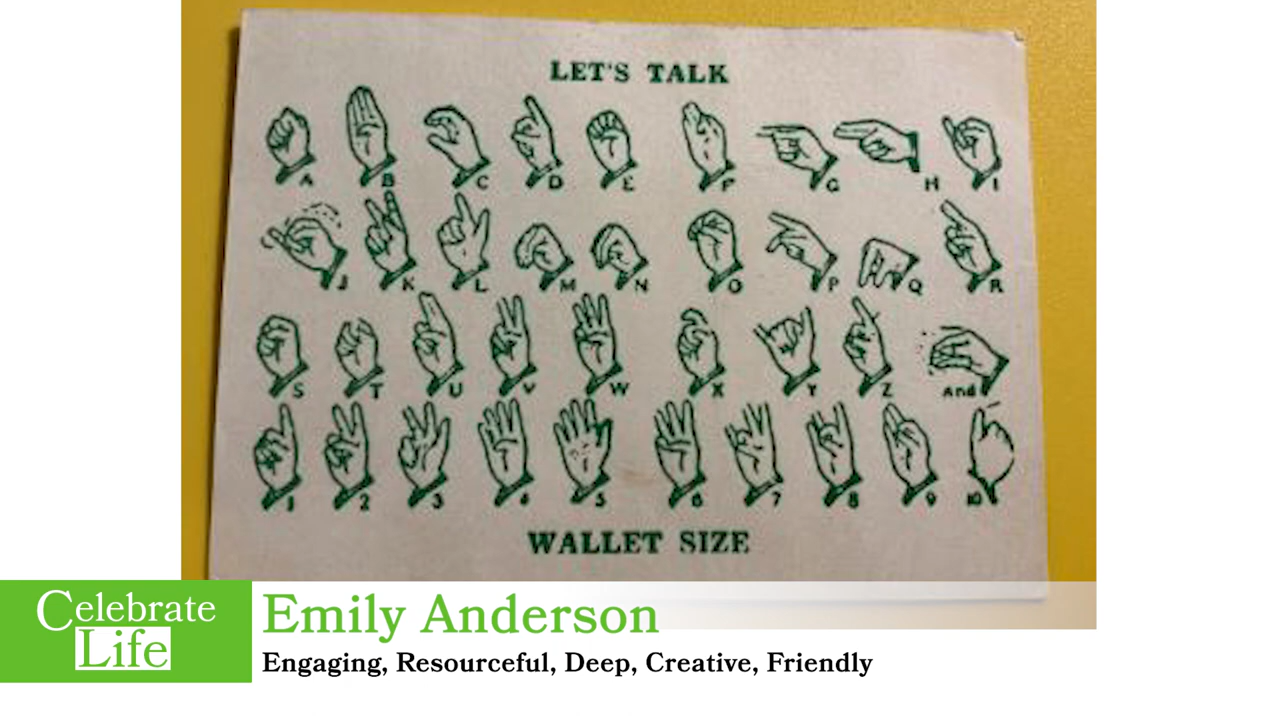 LET'S TALK
A B C D E F G H I
J K L M N O P Q R
S T U V W X Y Z And
1 2 3 4 5 6 7 8 9 10
WALLET SIZE
Celebrate
Life
Emily Anderson
Engaging, Resourceful, Deep, Creative, Friendly